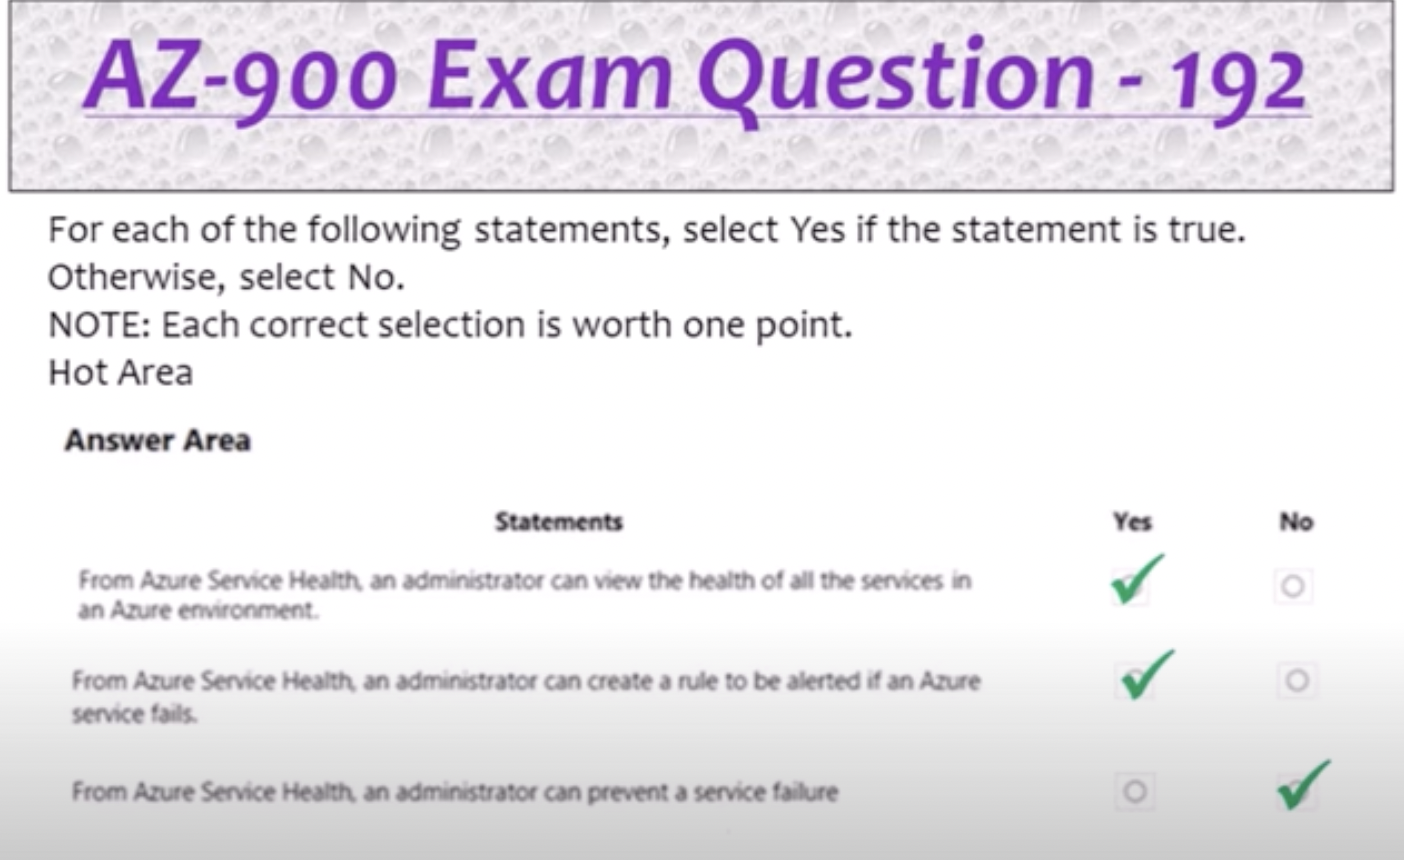 AZ-900 Exam Question - 192
For each of the following statements, select Yes if the statement is true.
Otherwise, select No.
NOTE: Each correct selection is worth one point.
Hot Area
Answer Area
Statements Yes No
From Azure Service Health, an administrator can view the health of all the services in
an Azure environment.
From Azure Service Health, an administrator can create a rule to be alerted if an Azure
service fails.
From Azure Service Health, an administrator can prevent a service failure